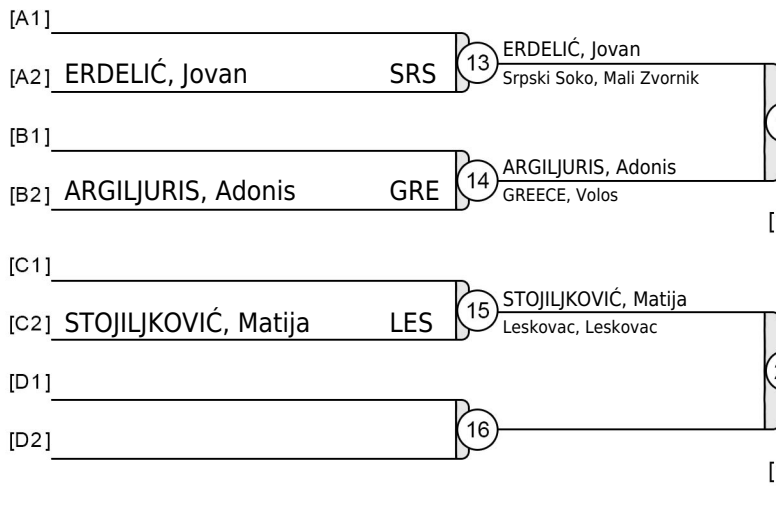 [A1]
[A2] ERDELIĆ, Jovan SRS
13 ERDELIĆ, Jovan
Srpski Soko, Mali Zvornik
[B1]
[B2] ARGILJURIS, Adonis GRE
14 ARGILJURIS, Adonis
GREECE, Volos
[
[C1]
[C2] STOJILJKOVIĆ, Matija LES
15 STOJILJKOVIĆ, Matija
Leskovac, Leskovac
[D1]
[D2]
16
[